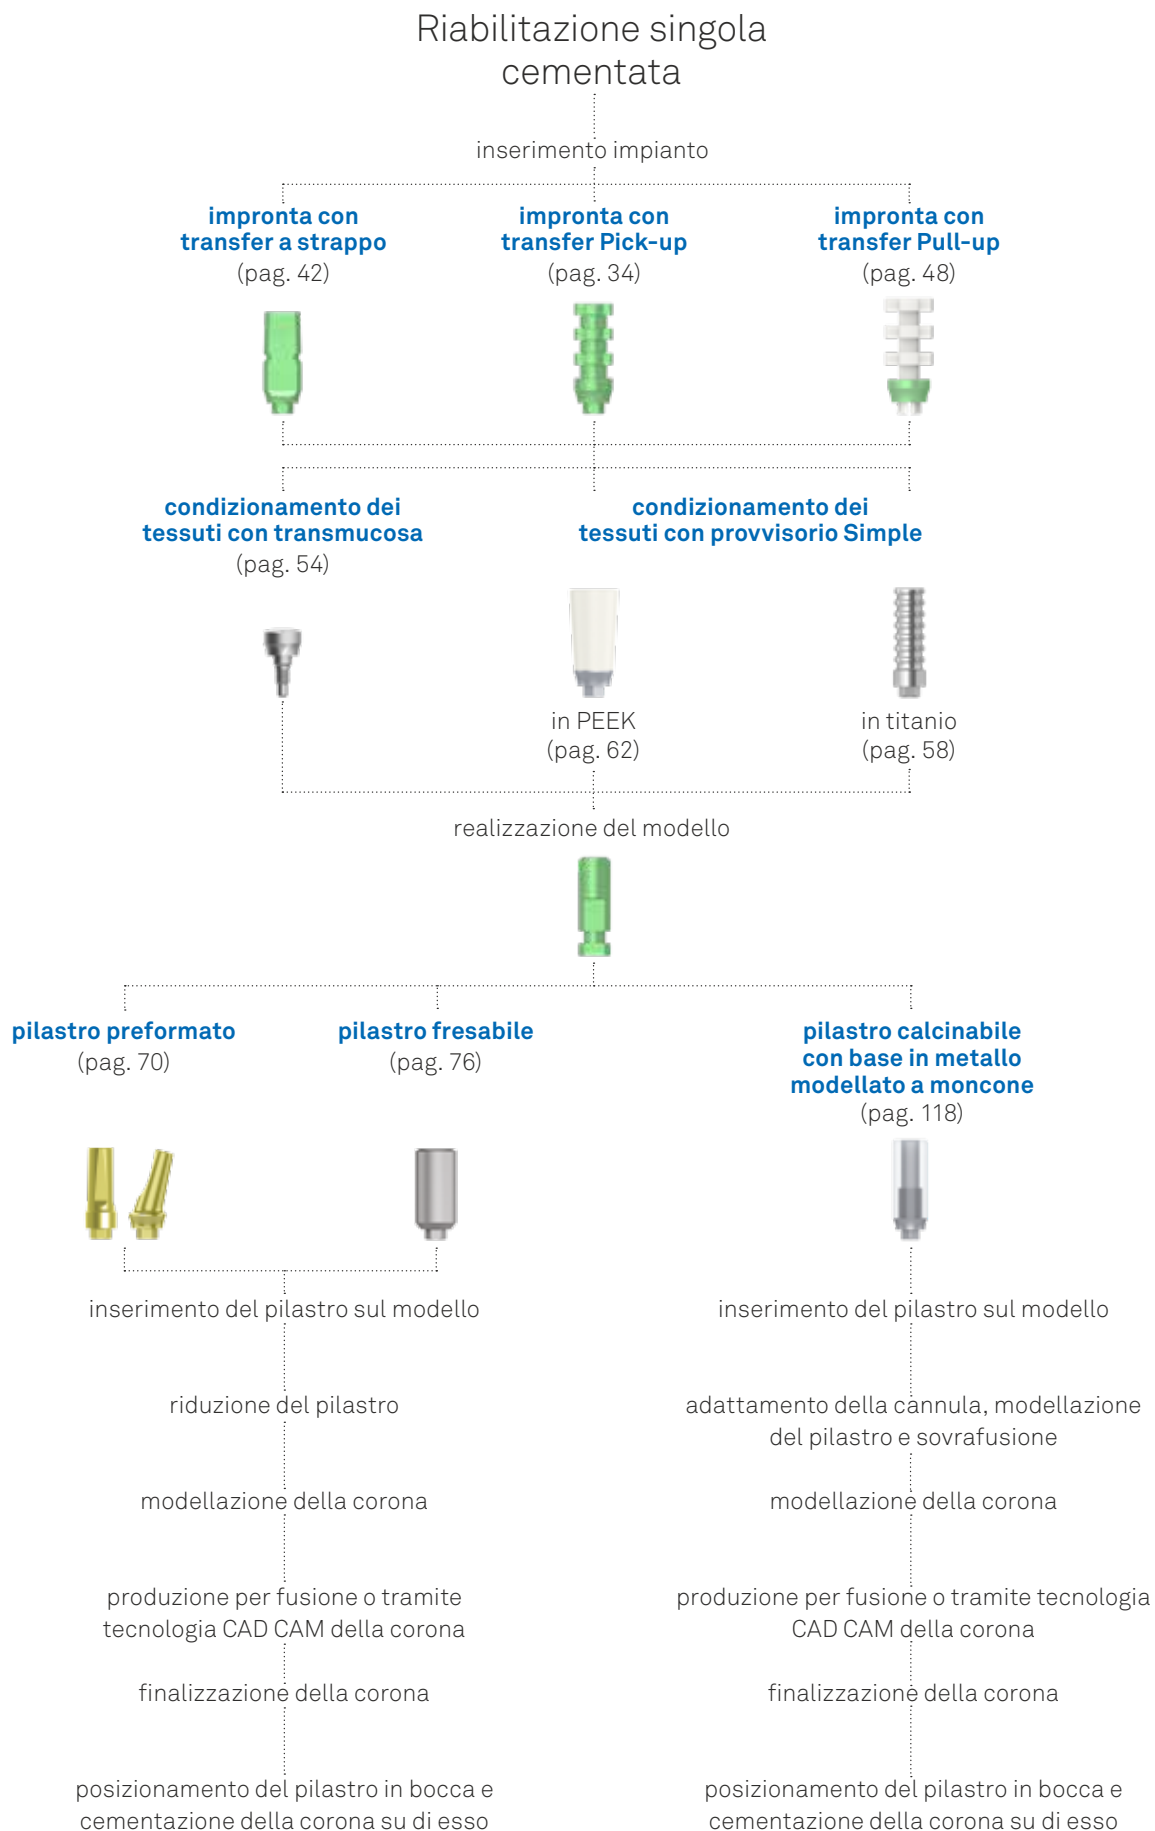 Riabilitazione singola
cementata
inserimento impianto
impronta con
transfer a strappo
(pag. 42)
impronta con
transfer Pick-up
(pag. 34)
impronta con
transfer Pull-up
(pag. 48)
condizionamento dei
tessuti con transmucosa
(pag. 54)
condizionamento dei
tessuti con provvisorio Simple
in PEEK
(pag. 62)
in titanio
(pag. 58)
realizzazione del modello
pilastro preformato
(pag. 70)
pilastro fresabile
(pag. 76)
pilastro calcinabile
con base in metallo
modellato a moncone
(pag. 118)
inserimento del pilastro sul modello
riduzione del pilastro
modellazione della corona
produzione per fusione o tramite
tecnologia CAD CAM della corona
finalizzazione della corona
posizionamento del pilastro in bocca e
cementazione della corona su di esso
inserimento del pilastro sul modello
adattamento della cannula, modellazione
del pilastro e sovrafusione
modellazione della corona
produzione per fusione o tramite tecnologia
CAD CAM della corona
finalizzazione della corona
posizionamento del pilastro in bocca e
cementazione della corona su di esso